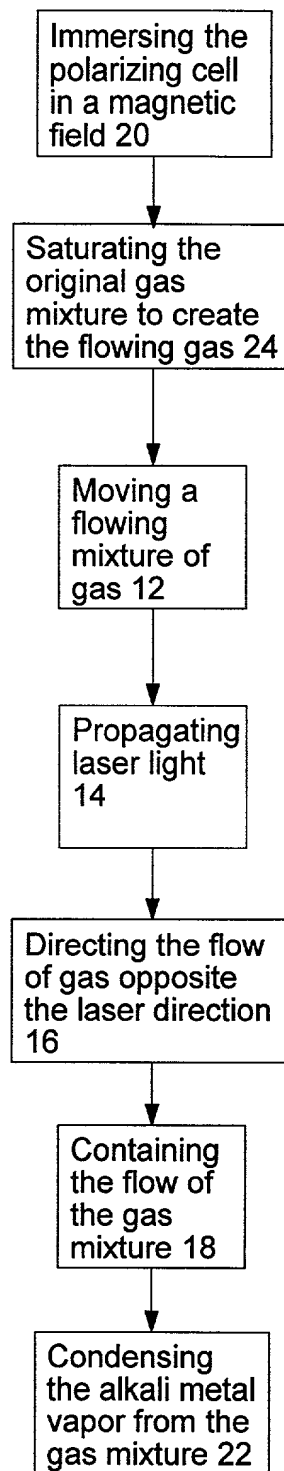 Immersing the
polarizing cell
in a magnetic
field 20
Saturating the
original gas
mixture to create
the flowing gas 24
Moving a
flowing
mixture of
gas 12
Propagating
laser light
14
Directing the flow
of gas opposite
the laser direction
16
Containing
the flow of
the gas
mixture 18
Condensing
the alkali metal
vapor from the
gas mixture 22